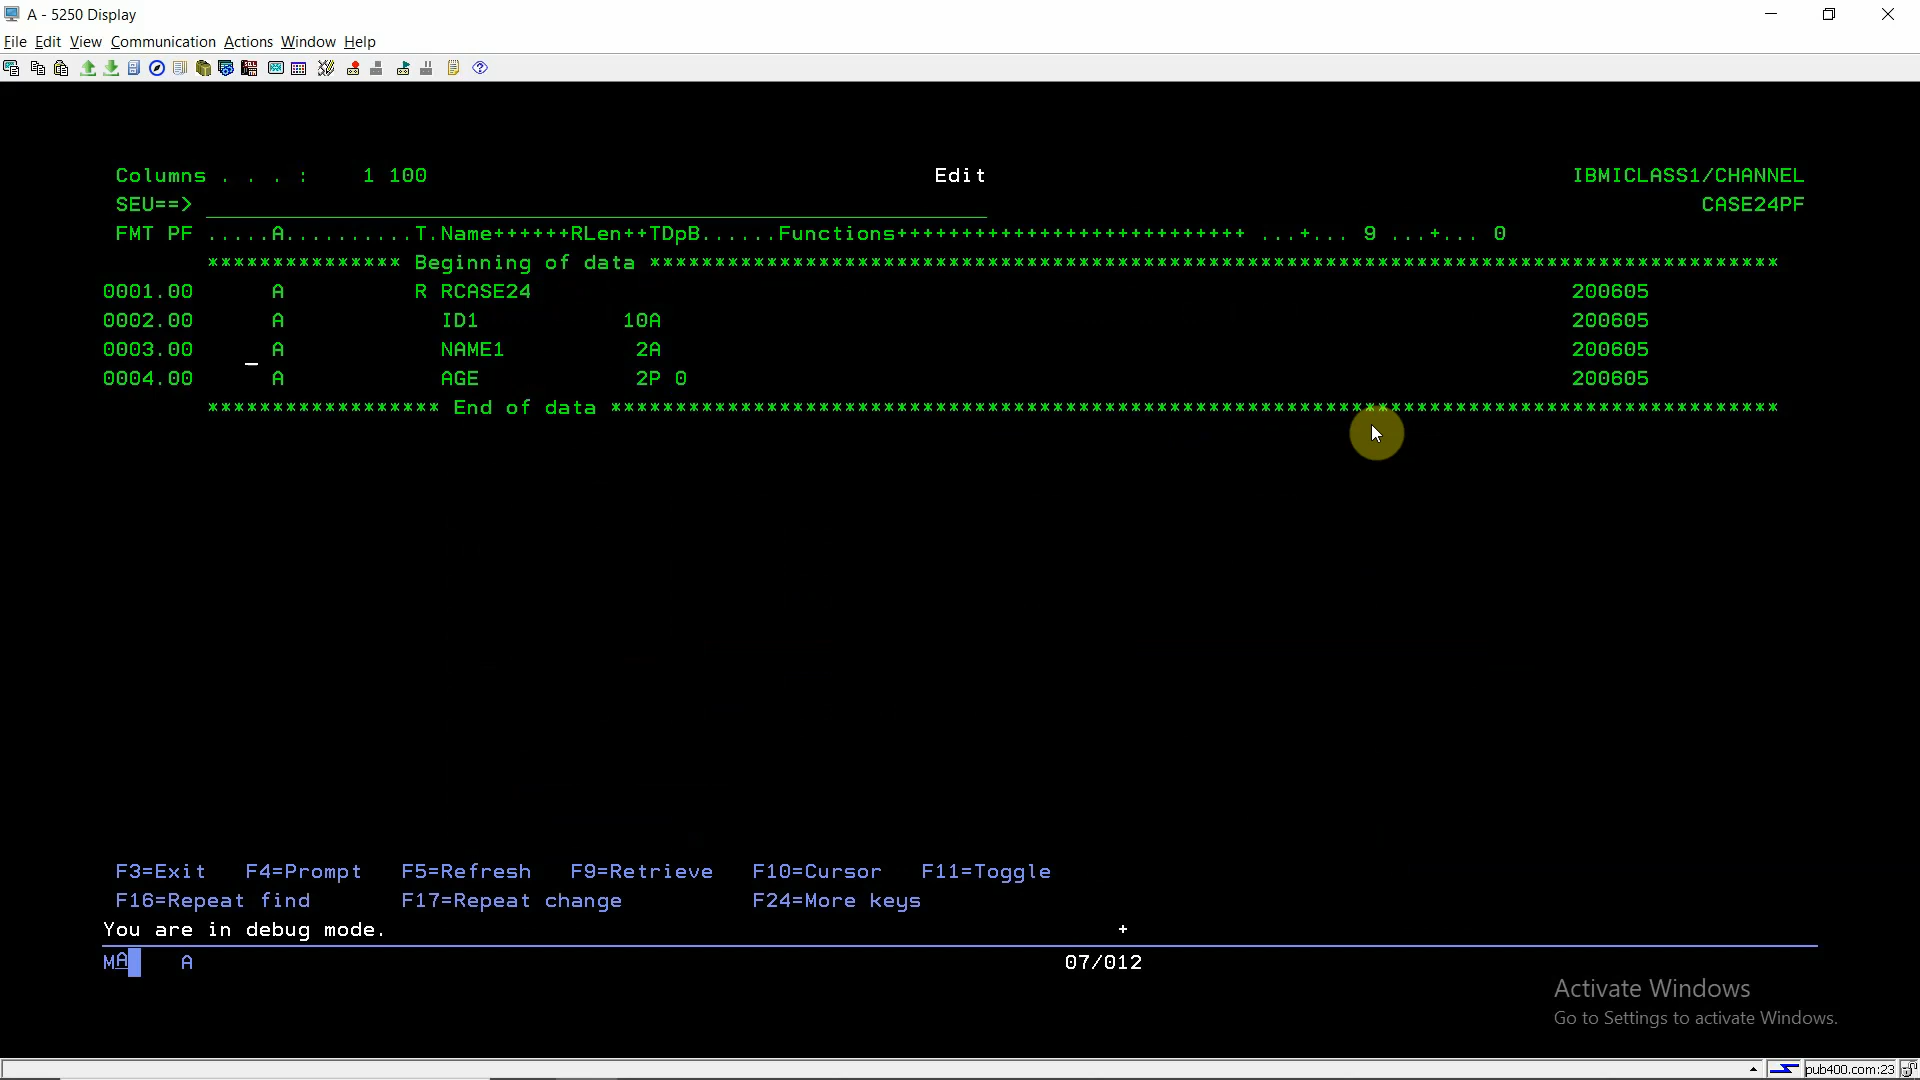 A - 5250 Display
File Edit View Communication Actions Window Help
Columns . . . :    1 100                                       Edit                                              IBMICLASS1/CHANNEL
SEU==>                                                                                                                     CASE24PF
FMT PF .....A..........T.Name++++++RLen++TDpB......Functions+++++++++++++++++++++++++++ ...+... 9 ...+... 0
*************** Beginning of data ***************************************************************************************
0001.00      A          R RCASE24                                                                                200605
0002.00      A            ID1           10A                                                                      200605
0003.00    _ A            NAME1          2A                                                                      200605
0004.00      A            AGE            2P 0                                                                    200605
****************** End of data ******************************************************************************************
F3=Exit   F4=Prompt   F5=Refresh   F9=Retrieve   F10=Cursor   F11=Toggle
F16=Repeat find       F17=Repeat change          F24=More keys
You are in debug mode.                                                         +
MA    A                                                                    07/012
Activate Windows
Go to Settings to activate Windows.
pub400.com:23